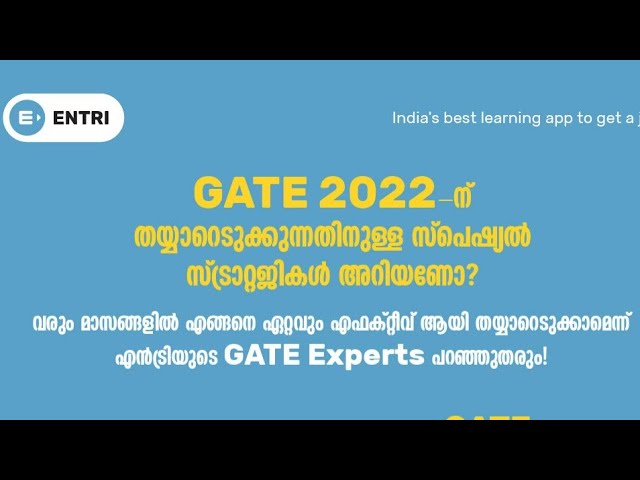 ENTRI
India's best learning app to get a j
GATE 2022-ന്
തയ്യാറെടുക്കുന്നതിനുള്ള സ്പെഷ്യൽ
സ്ട്രാറ്റജികൾ അറിയണോ?
വരും മാസങ്ങളിൽ എങ്ങനെ ഏറ്റവും എഫക്റ്റീവ് ആയി തയ്യാറെടുക്കാമെന്ന്
എൻട്രിയുടെ GATE Experts പറഞ്ഞുതരും!
GATE